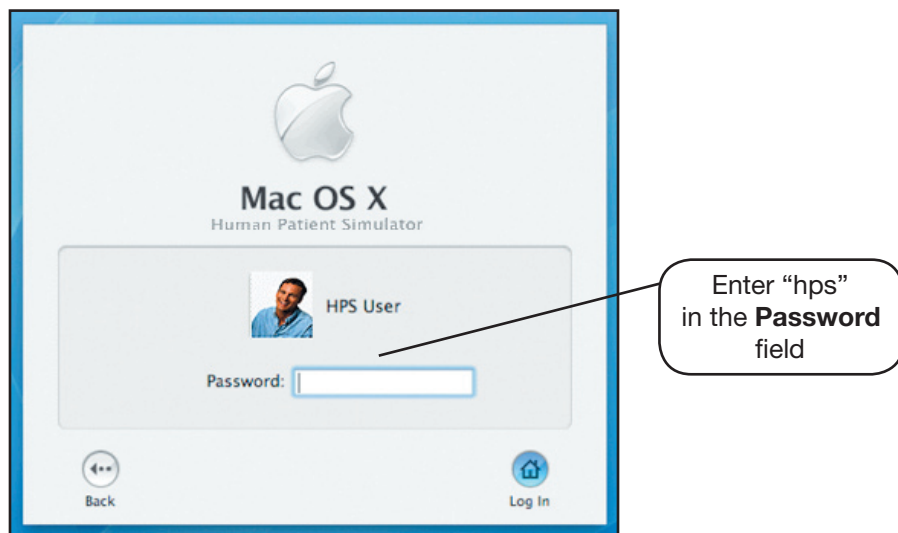 Mac OS X
Human Patient Simulator
HPS User
Enter “hps”
in the Password
field
Password:
Back
Log In